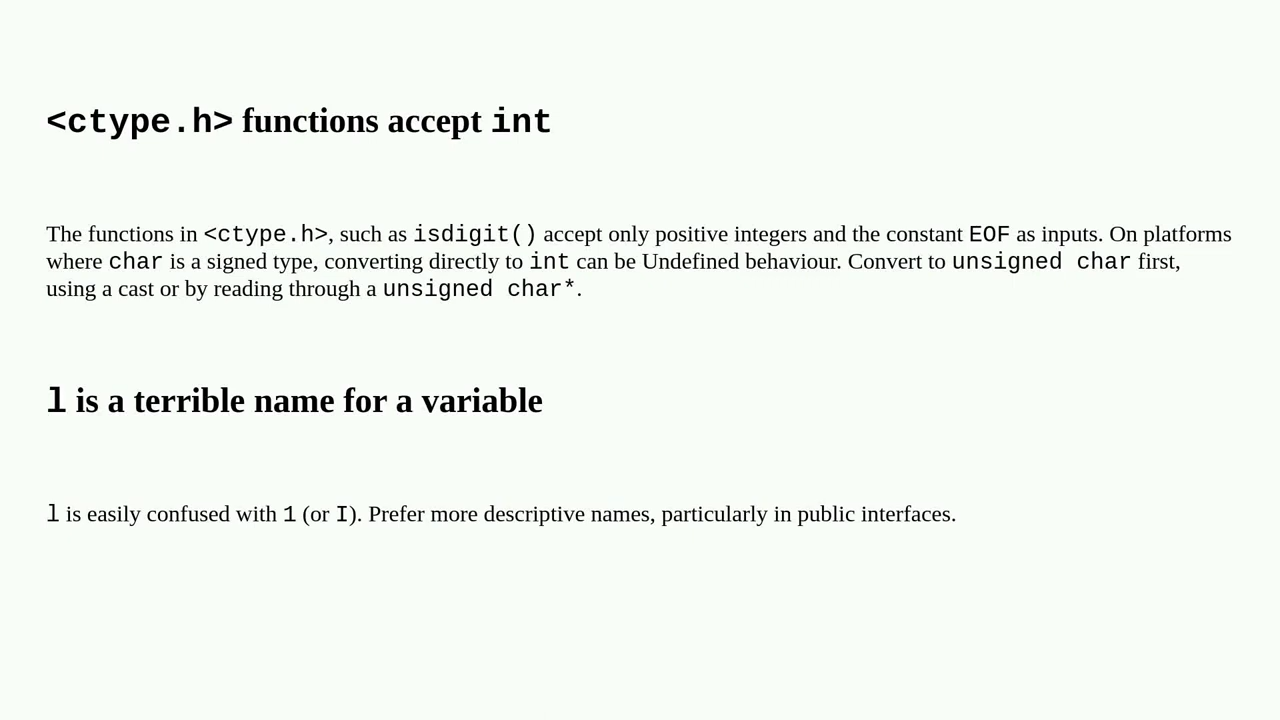 <ctype.h> functions accept int
The functions in <ctype.h>, such as isdigit() accept only positive integers and the constant EOF as inputs. On platforms
where char is a signed type, converting directly to int can be Undefined behaviour. Convert to unsigned char first,
using a cast or by reading through a unsigned char*.
l is a terrible name for a variable
l is easily confused with 1 (or I). Prefer more descriptive names, particularly in public interfaces.